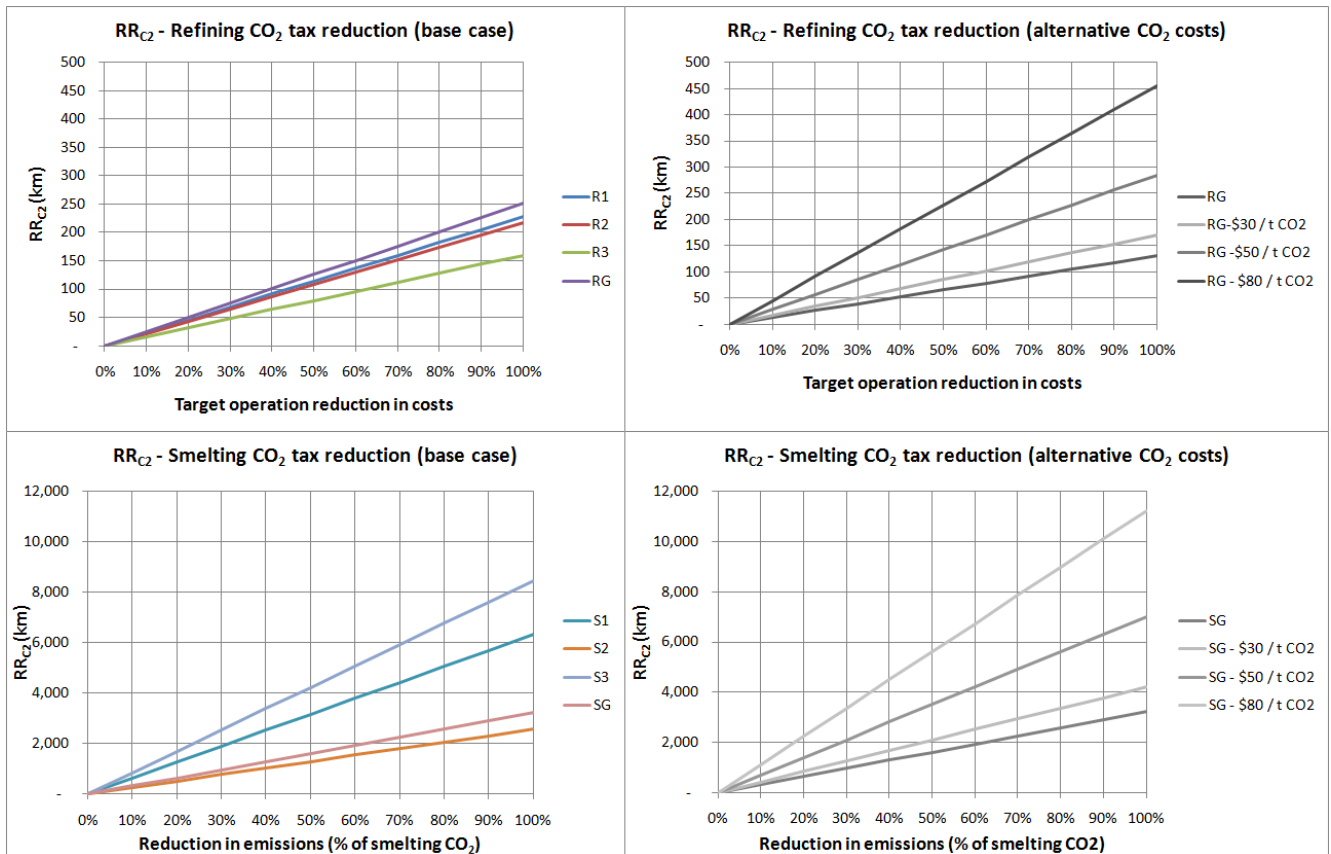 RRC2 - Refining CO2 tax reduction (base case)
500
450
400
350
300
250
200
150
100
50
-
RRC2 (km)
0% 10% 20% 30% 40% 50% 60% 70% 80% 90% 100%
Target operation reduction in costs
R1
R2
R3
RG
RRC2 - Refining CO2 tax reduction (alternative CO2 costs)
500
450
400
350
300
250
200
150
100
50
-
RRC2 (km)
0% 10% 20% 30% 40% 50% 60% 70% 80% 90% 100%
Target operation reduction in costs
RG
RG-$30 / t CO2
RG -$50 / t CO2
RG - $80 / t CO2
RRC2 - Smelting CO2 tax reduction (base case)
12,000
10,000
8,000
6,000
4,000
2,000
-
RRC2 (km)
0% 10% 20% 30% 40% 50% 60% 70% 80% 90% 100%
Reduction in emissions (% of smelting CO2)
S1
S2
S3
SG
RRC2 - Smelting CO2 tax reduction (alternative CO2 costs)
12,000
10,000
8,000
6,000
4,000
2,000
-
RRC2 (km)
0% 10% 20% 30% 40% 50% 60% 70% 80% 90% 100%
Reduction in emissions (% of smelting CO2)
SG
SG - $30 / t CO2
SG - $50 / t CO2
SG - $80 / t CO2